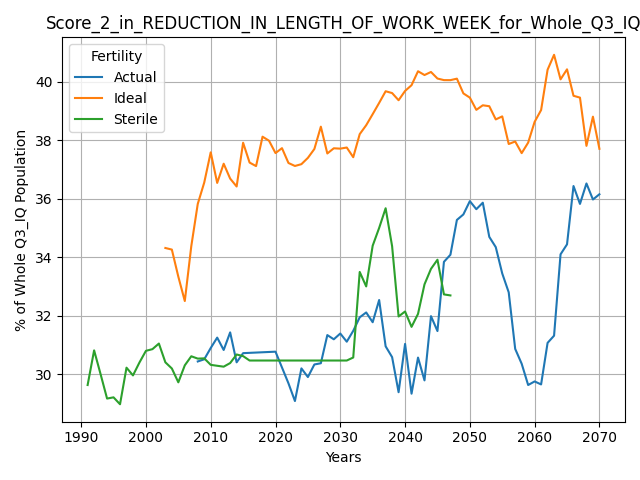 Score_2_in_REDUCTION_IN_LENGTH_OF_WORK_WEEK_for_Whole_Q3_IQ
Fertility
Actual
Ideal
Sterile
% of Whole Q3_IQ Population
40
38
36
34
32
30
1990 2000 2010 2020 2030 2040 2050 2060 2070
Years